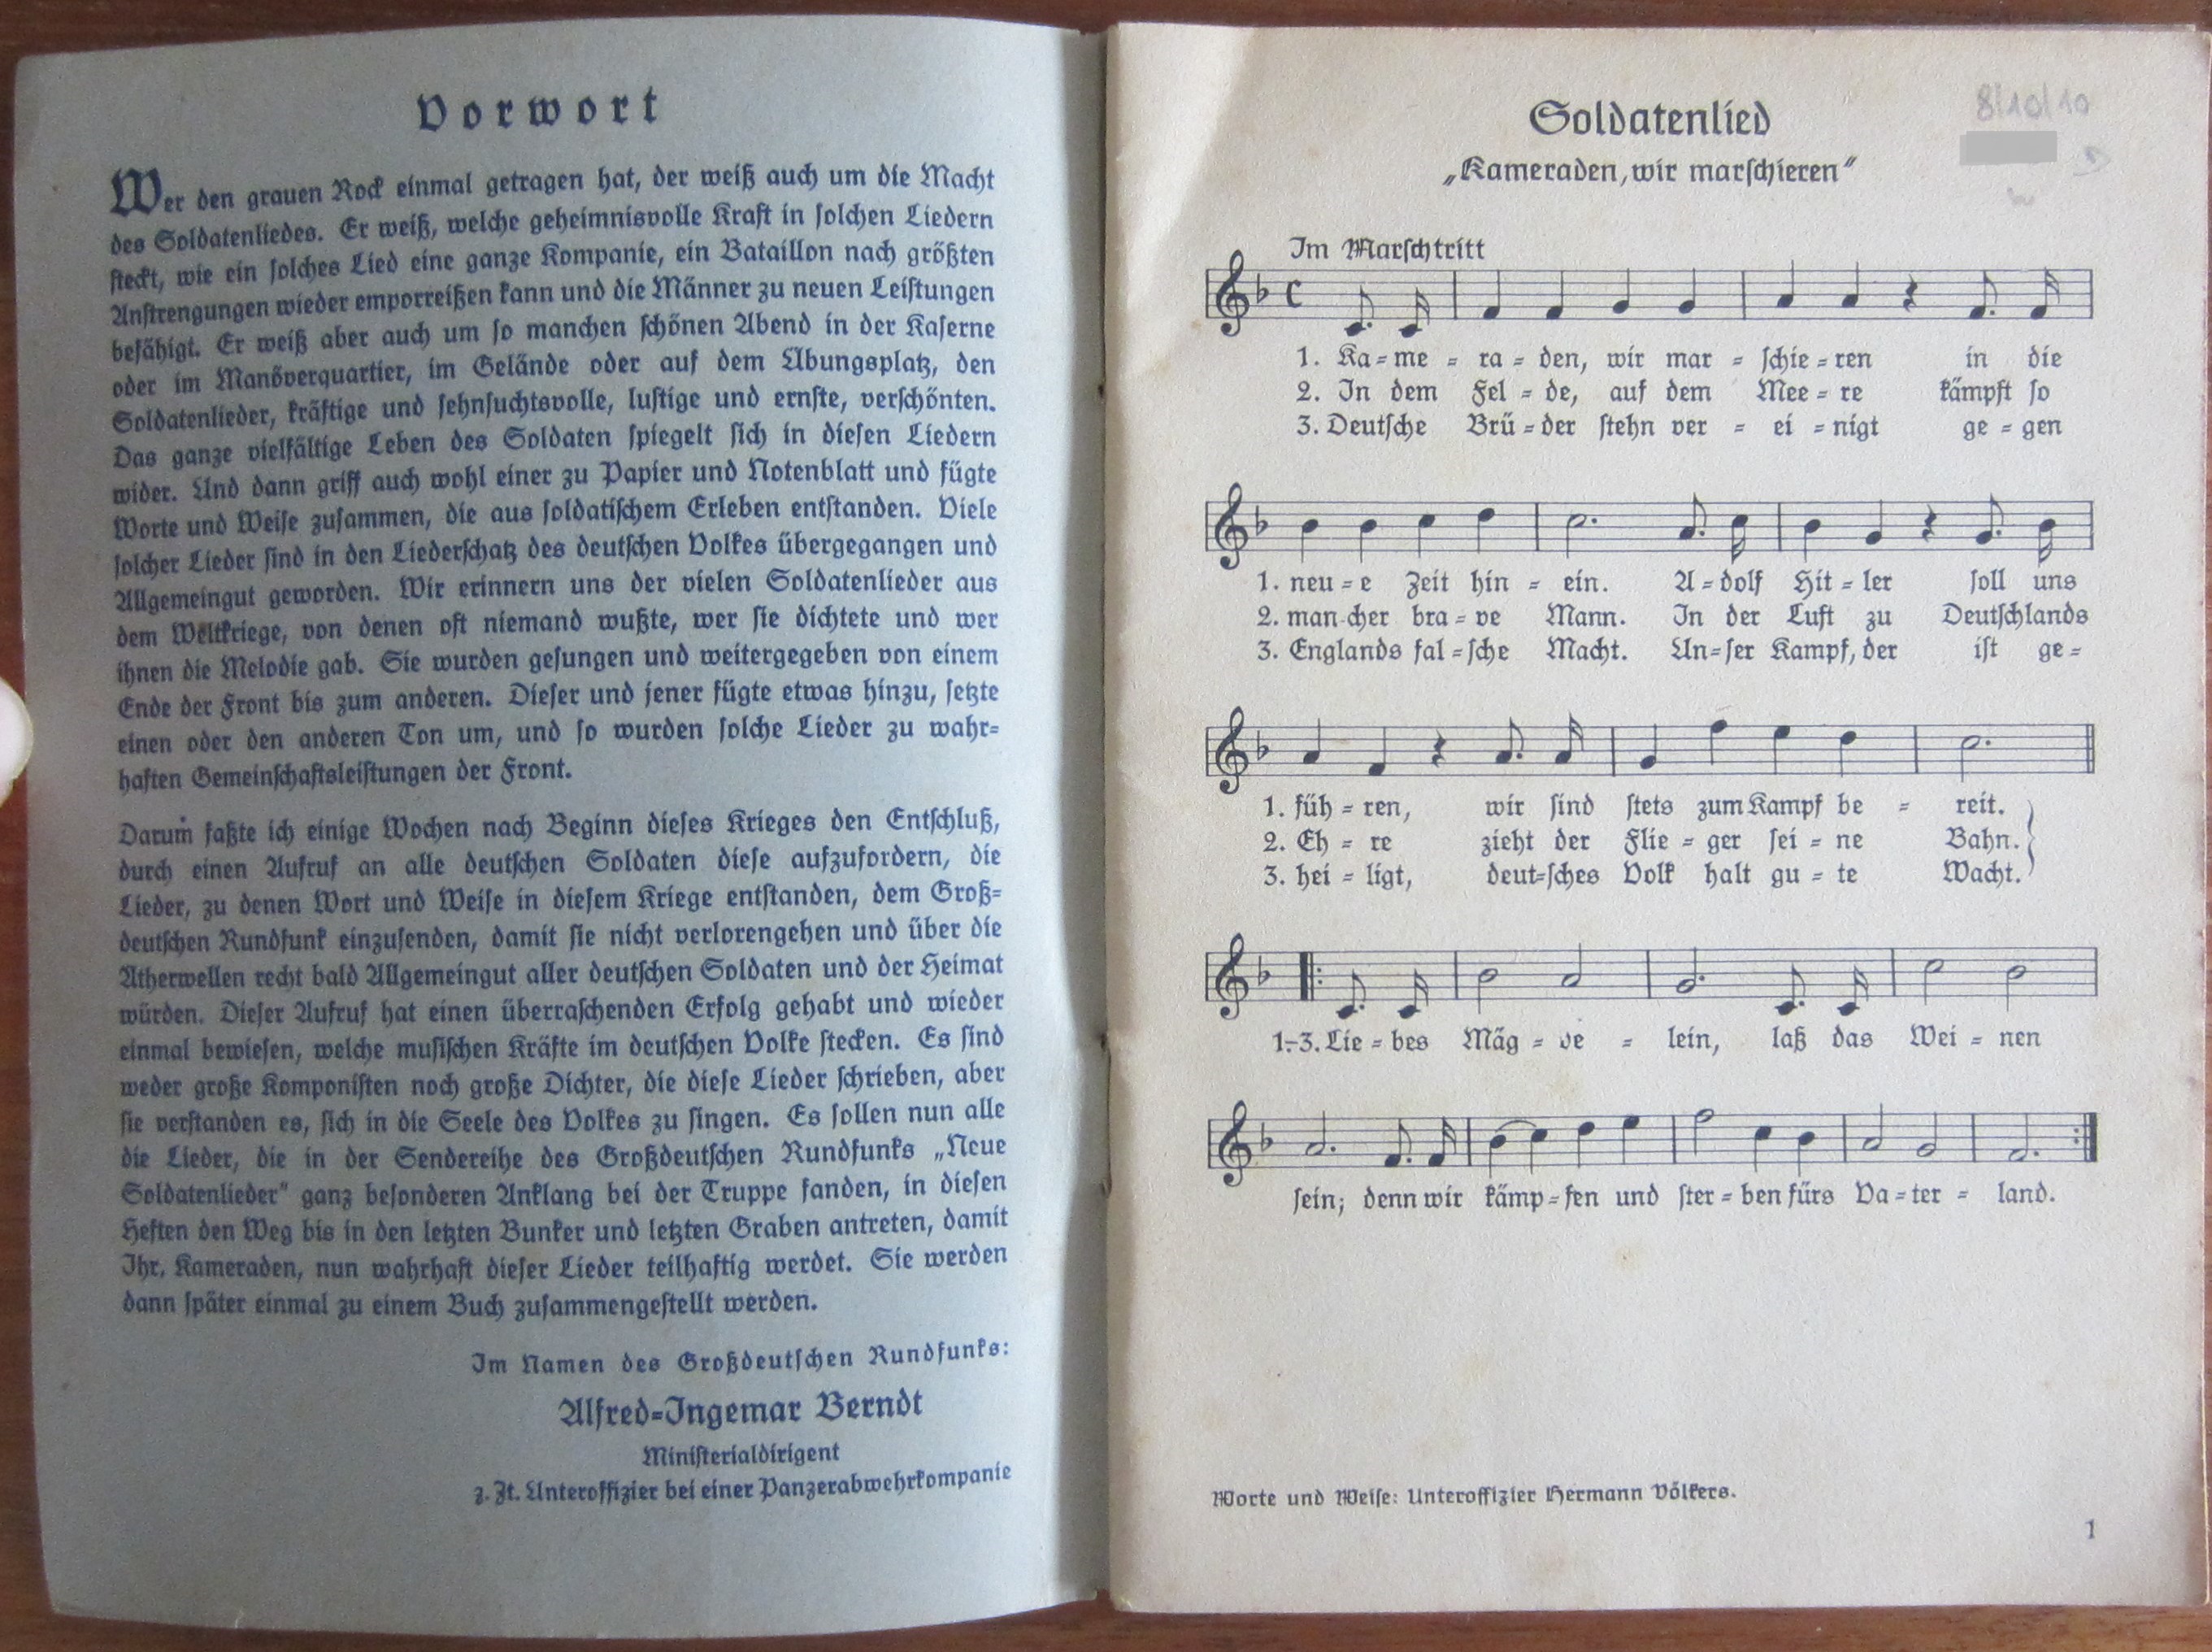 Vorwort
Wer den grauen Rock einmal getragen hat, der weiß auch um die Macht
des Soldatenliedes. Er weiß, welche geheimnisvolle Kraft in solchen Liedern
steckt, wie ein solches Lied eine ganze Kompanie, ein Bataillon nach größten
Anstrengungen wieder emporreißen kann und die Männer zu neuen Leistungen
befähigt. Er weiß aber auch um so manchen schönen Abend in der Kaserne
oder im Manöverquartier, im Gelände oder auf dem Übungsplatz, den
Soldatenlieder, kräftige und sehnsuchtsvolle, lustige und ernste, verschönten.
Das ganze vielfältige Leben des Soldaten spiegelt sich in diesen Liedern
wider. Und dann griff auch wohl einer zu Papier und Notenblatt und fügte
Worte und Weise zusammen, die aus soldatischem Erleben entstanden. Viele
solcher Lieder sind in den Liederschatz des deutschen Volkes übergegangen und
Allgemeingut geworden. Wir erinnern uns der vielen Soldatenlieder aus
dem Weltkriege, von denen oft niemand wußte, wer sie dichtete und wer
ihnen die Melodie gab. Sie wurden gesungen und weitergegeben von einem
Ende der Front bis zum anderen. Dieser und jener fügte etwas hinzu, setzte
einen oder den anderen Ton um, und so wurden solche Lieder zu wahr-
haften Gemeinschaftsleistungen der Front.
Darum faßte ich einige Wochen nach Beginn dieses Krieges den Entschluß,
durch einen Aufruf an alle deutschen Soldaten diese aufzufordern, die
Lieder, zu denen Wort und Weise in diesem Kriege entstanden, dem Groß-
deutschen Rundfunk einzusenden, damit sie nicht verlorengehen und über die
Ätherwellen recht bald Allgemeingut aller deutschen Soldaten und der Heimat
würden. Dieser Aufruf hat einen überraschenden Erfolg gehabt und wieder
einmal bewiesen, welche musischen Kräfte im deutschen Volke stecken. Es sind
weder große Komponisten noch große Dichter, die diese Lieder schrieben, aber
sie verstanden es, sich in die Seele des Volkes zu singen. Es sollen nun alle
die Lieder, die in der Sendereihe des Großdeutschen Rundfunks „Neue
Soldatenlieder" ganz besonderen Anklang bei der Truppe fanden, in diesen
Heften den Weg bis in den letzten Bunker und letzten Graben antreten, damit
Ihr, Kameraden, nun wahrhaft dieser Lieder teilhaftig werdet. Sie werden
dann später einmal zu einem Buch zusammengestellt werden.
Im Namen des Großdeutschen Rundfunks:
Alfred-Ingemar Berndt
Ministerialdirigent
z. Zt. Unteroffizier bei einer Panzerabwehrkompanie
8/10/10
Soldatenlied
„Kameraden, wir marschieren"
Im Marschtritt
1. Ka-me-ra-den, wir mar-schie-ren in die
2. In dem Fel-de, auf dem Mee-re kämpft so
3. Deutsche Brü-der stehn ver-ei-nigt ge-gen
1. neu-e Zeit hin-ein. A-dolf Hit-ler soll uns
2. man-cher bra-ve Mann. In der Luft zu Deutschlands
3. Englands fal-sche Macht. Un-ser Kampf, der ist ge-
1. füh-ren, wir sind stets zum Kampf be-reit.
2. Eh-re zieht der Flie-ger sei-ne Bahn.
3. hei-ligt, deut-sches Volk halt gu-te Wacht.
1.-3. Lie-bes Mäg-de-lein, laß das Wei-nen
sein; denn wir kämp-fen und ster-ben fürs Va-ter-land.
Worte und Weise: Unteroffizier Hermann Völkers.
1